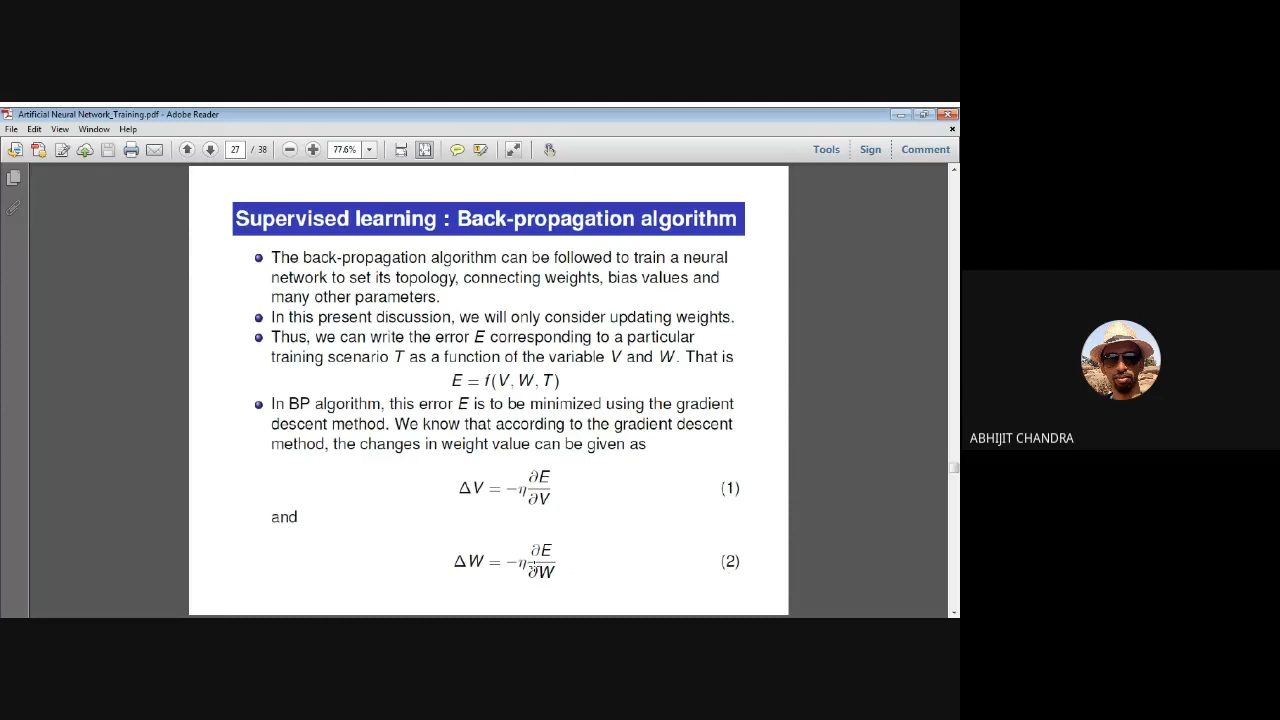 Artificial Neural Network_Training.pdf - Adobe Reader
File Edit View Window Help
27 / 38 77.6% Tools Sign Comment
Supervised learning : Back-propagation algorithm
The back-propagation algorithm can be followed to train a neural
network to set its topology, connecting weights, bias values and
many other parameters.
In this present discussion, we will only consider updating weights.
Thus, we can write the error E corresponding to a particular
training scenario T as a function of the variable V and W. That is
E = f(V, W, T)
In BP algorithm, this error E is to be minimized using the gradient
descent method. We know that according to the gradient descent
method, the changes in weight value can be given as
ΔV = −η ∂E/∂V (1)
and
ΔW = −η ∂E/∂W (2)
ABHIJIT CHANDRA